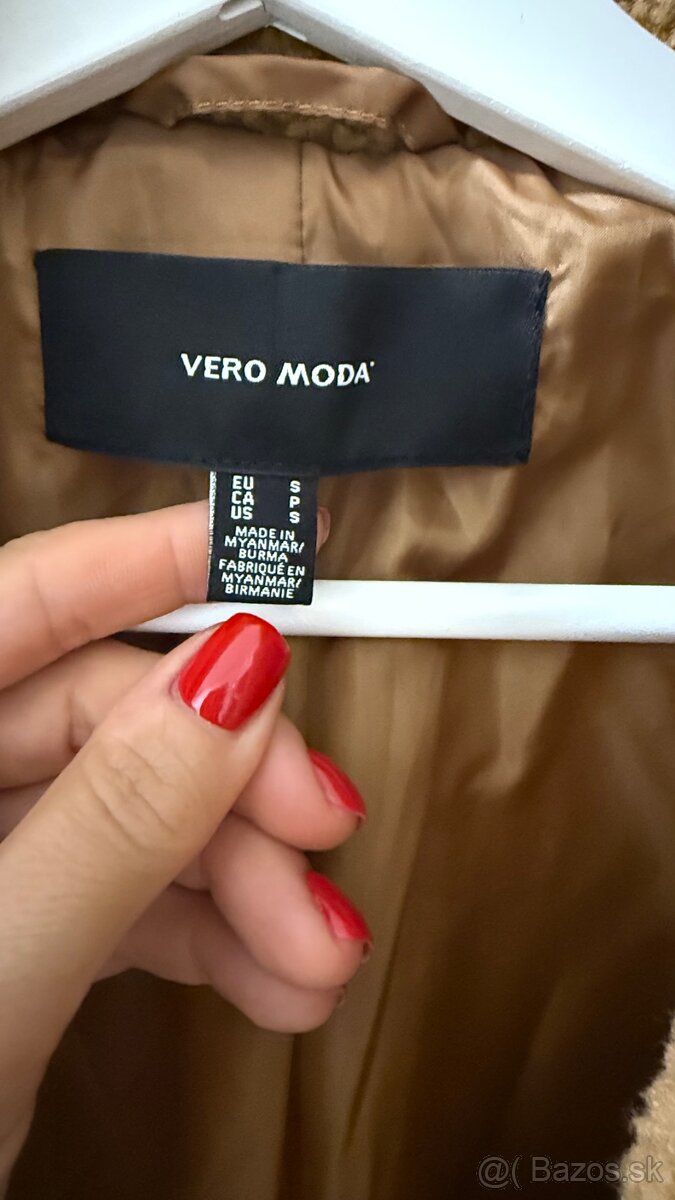 VERO MODA
EU S
CA P
US S
MADE IN
MYANMAR/
BURMA
FABRIQUÉ EN
MYANMAR/
BIRMANIE
@( Bazos.sk